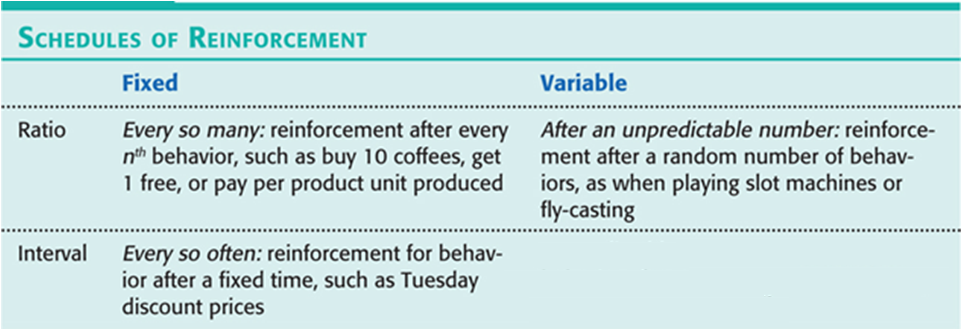 SCHEDULES OF REINFORCEMENT
Fixed Variable
Ratio Every so many: reinforcement after every After an unpredictable number: reinforce-
nth behavior, such as buy 10 coffees, get ment after a random number of behav-
1 free, or pay per product unit produced iors, as when playing slot machines or
fly-casting
Interval Every so often: reinforcement for behav-
ior after a fixed time, such as Tuesday
discount prices